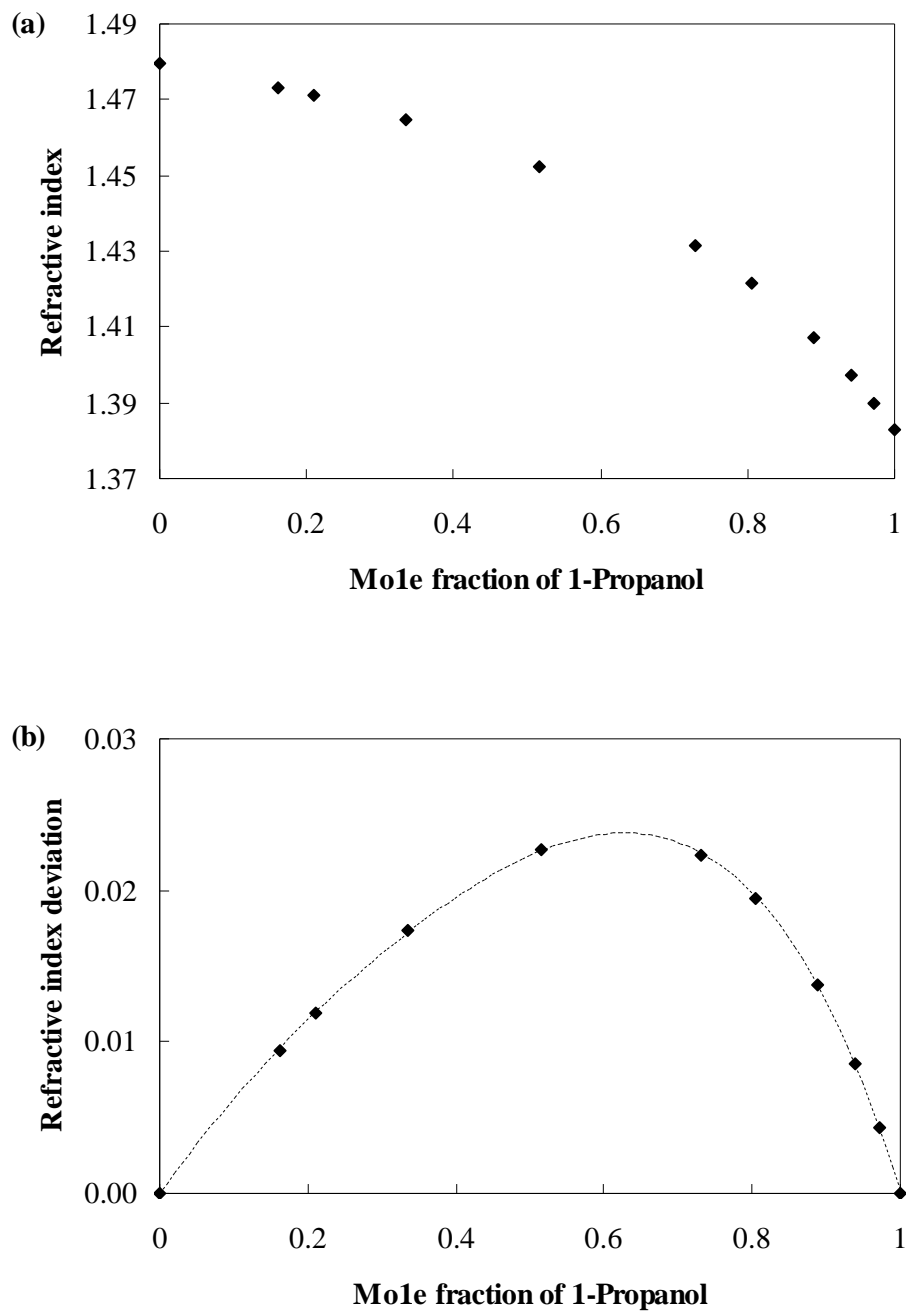 (a)
1.49
1.47
1.45
1.43
1.41
1.39
1.37
Refractive index
0 0.2 0.4 0.6 0.8 1
Mo1e fraction of 1-Propanol
(b)
0.03
0.02
0.01
0.00
Refractive index deviation
0 0.2 0.4 0.6 0.8 1
Mo1e fraction of 1-Propanol